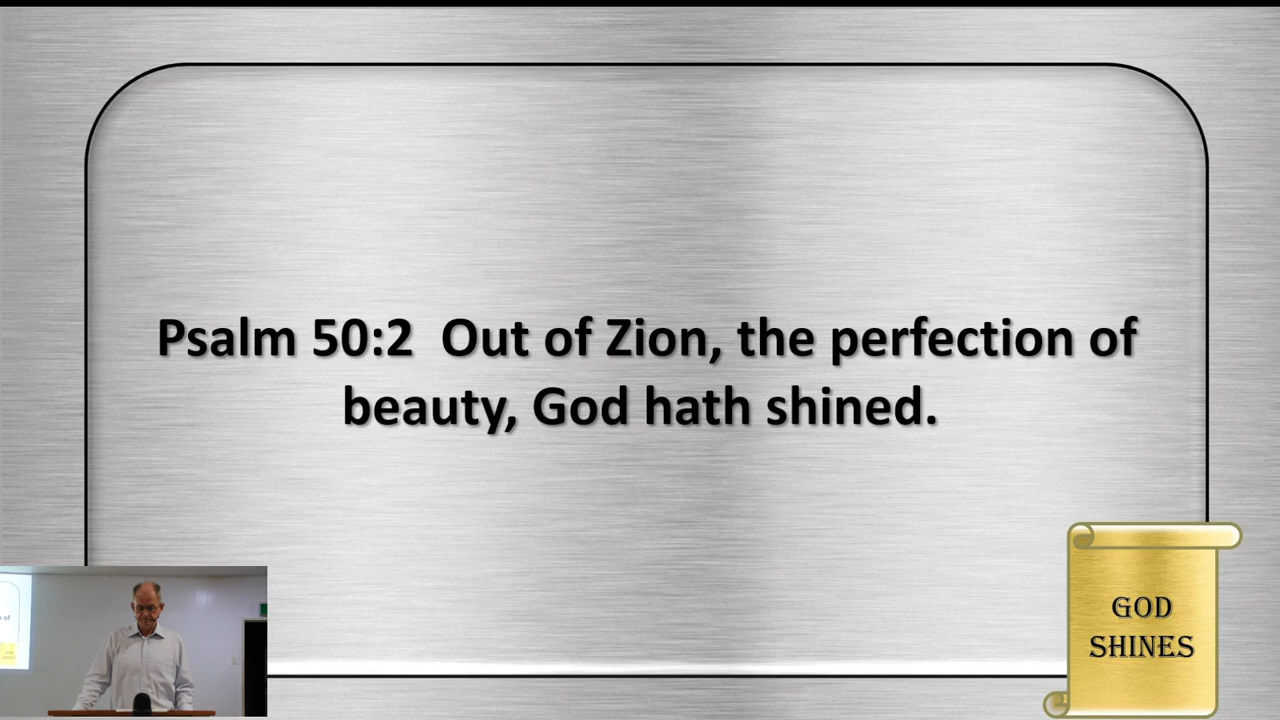 Psalm 50:2  Out of Zion, the perfection of
beauty, God hath shined.
GOD
SHINES